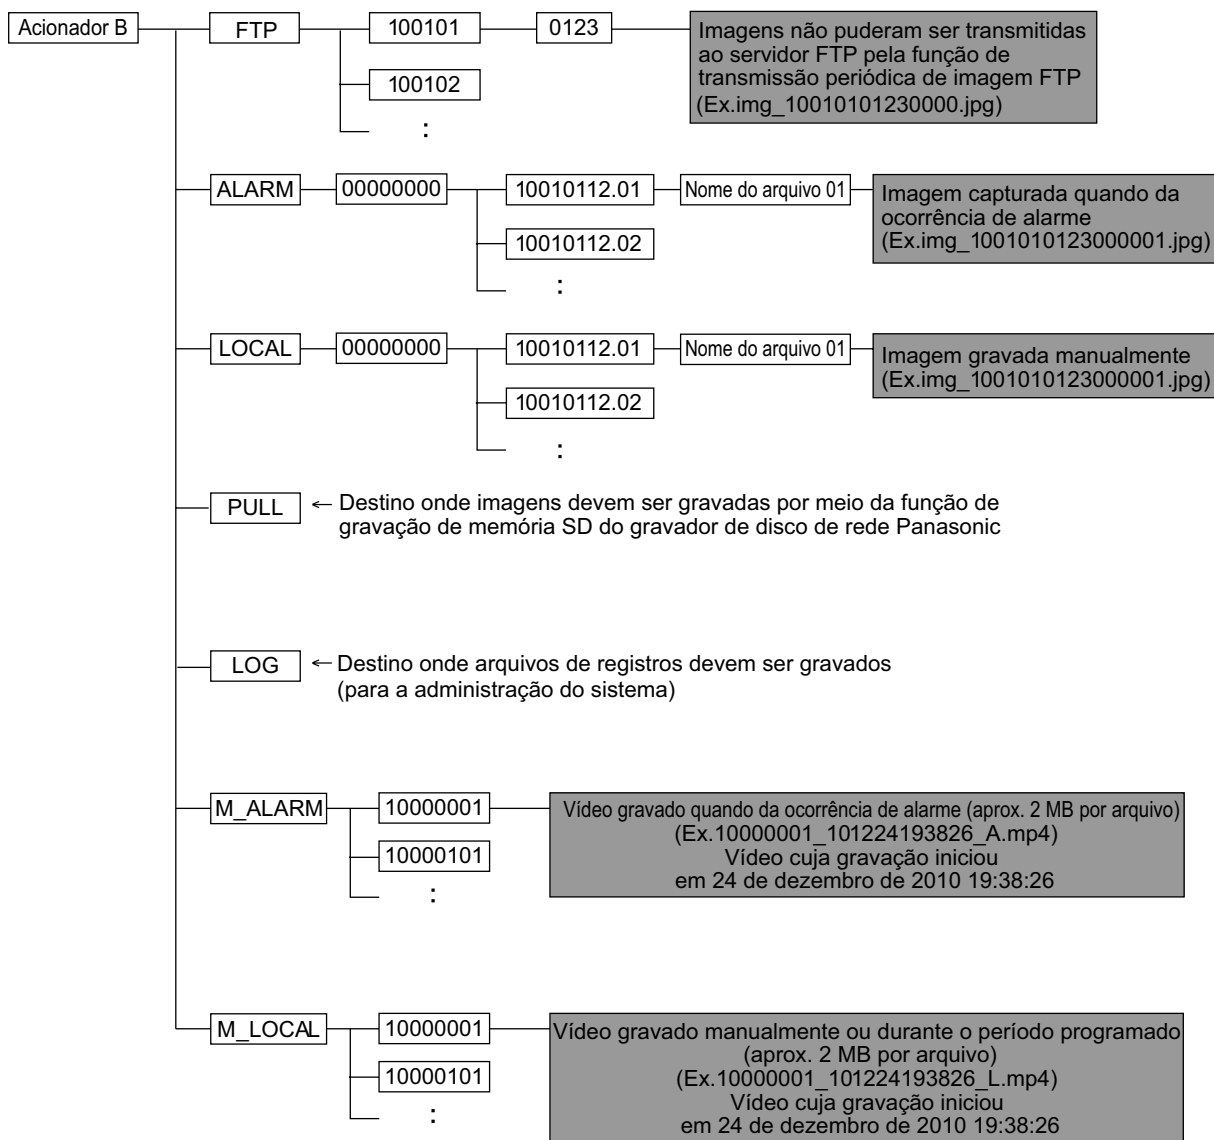 Acionador B
FTP
100101
0123
Imagens não puderam ser transmitidas
ao servidor FTP pela função de
transmissão periódica de imagem FTP
(Ex.img_10010101230000.jpg)
100102
:
ALARM
00000000
10010112.01
Nome do arquivo 01
Imagem capturada quando da
ocorrência de alarme
(Ex.img_1001010123000001.jpg)
10010112.02
:
LOCAL
00000000
10010112.01
Nome do arquivo 01
Imagem gravada manualmente
(Ex.img_1001010123000001.jpg)
10010112.02
:
PULL
← Destino onde imagens devem ser gravadas por meio da função de
gravação de memória SD do gravador de disco de rede Panasonic
LOG
← Destino onde arquivos de registros devem ser gravados
(para a administração do sistema)
M_ALARM
10000001
Vídeo gravado quando da ocorrência de alarme (aprox. 2 MB por arquivo)
(Ex.10000001_101224193826_A.mp4)
Vídeo cuja gravação iniciou
em 24 de dezembro de 2010 19:38:26
10000101
:
M_LOCAL
10000001
Vídeo gravado manualmente ou durante o período programado
(aprox. 2 MB por arquivo)
(Ex.10000001_101224193826_L.mp4)
Vídeo cuja gravação iniciou
em 24 de dezembro de 2010 19:38:26
10000101
: